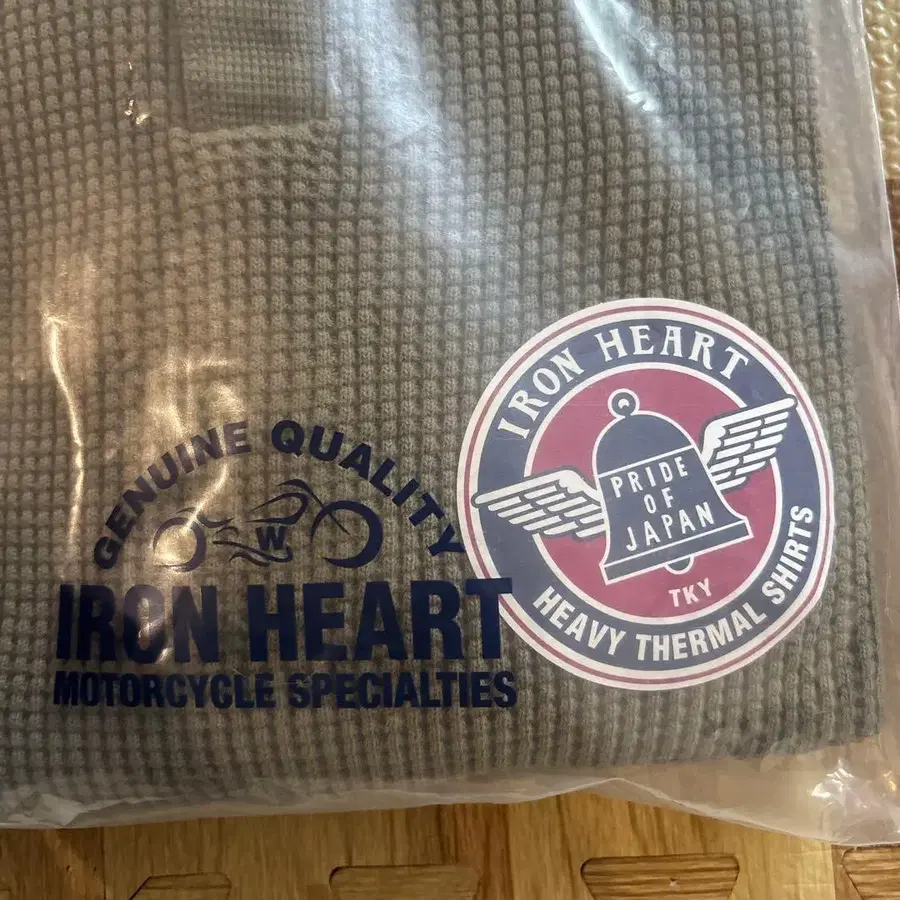 GENUINE QUALITY
W
IRON HEART
MOTORCYCLE SPECIALTIES
IRON HEART
PRIDE
OF
JAPAN
TKY
HEAVY THERMAL SHIRTS